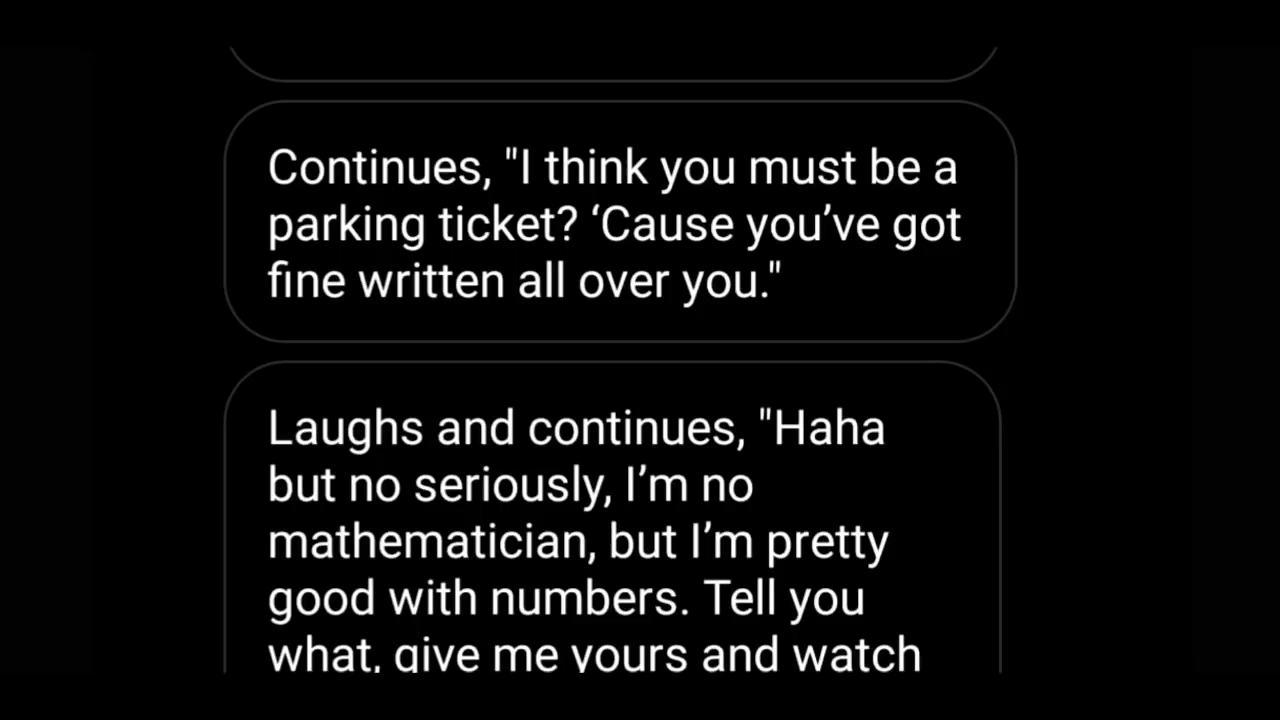 Continues, "I think you must be a
parking ticket? ‘Cause you’ve got
fine written all over you."
Laughs and continues, "Haha
but no seriously, I’m no
mathematician, but I’m pretty
good with numbers. Tell you
what, give me yours and watch